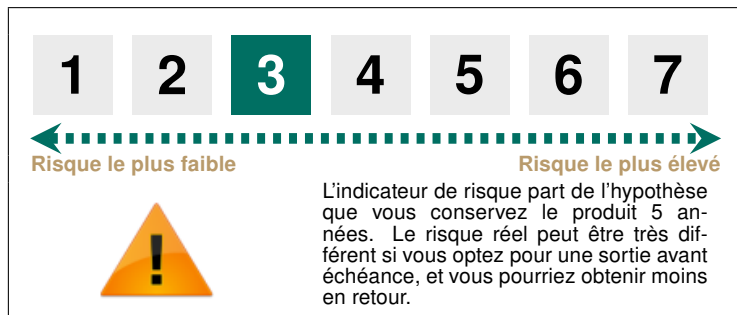 1 2 3 4 5 6 7
Risque le plus faible Risque le plus élevé
L'indicateur de risque part de l'hypothèse
que vous conservez le produit 5 an-
nées. Le risque réel peut être très dif-
férent si vous optez pour une sortie avant
échéance, et vous pourriez obtenir moins
en retour.